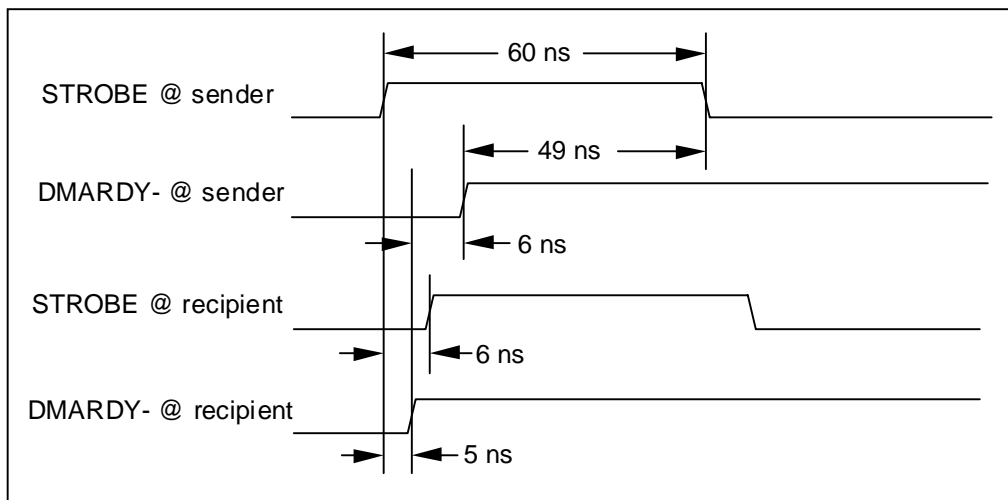 60 ns
STROBE @ sender
49 ns
DMARDY- @ sender
6 ns
STROBE @ recipient
6 ns
DMARDY- @ recipient
5 ns